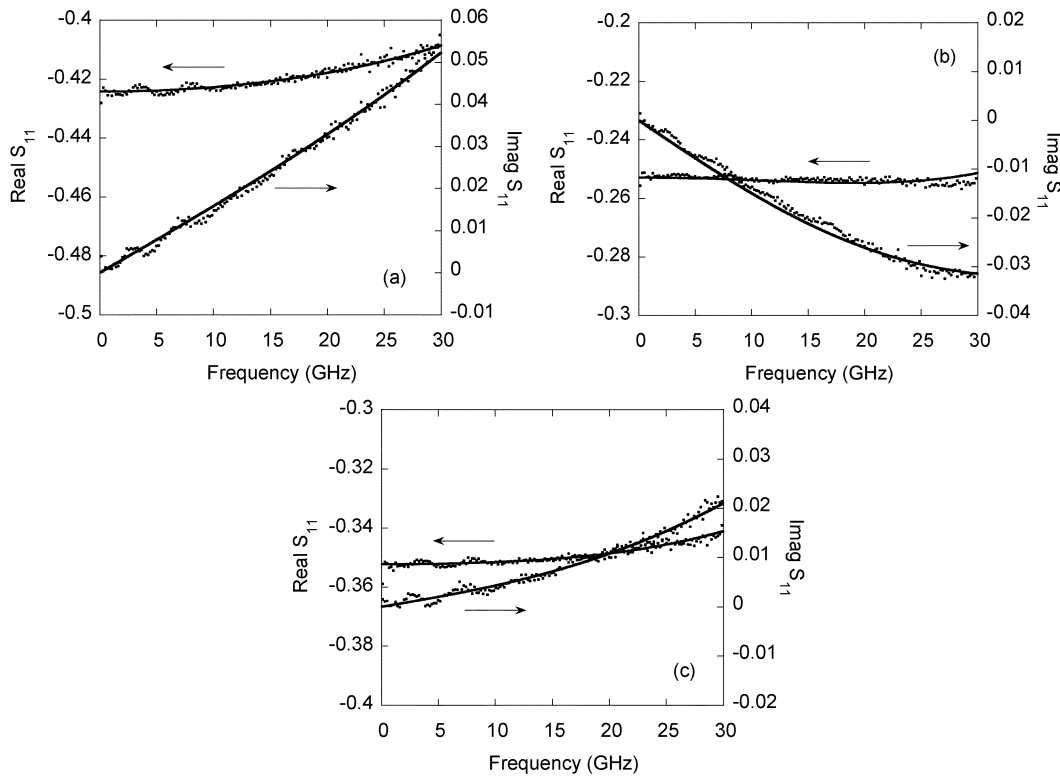 -0.4
-0.42
-0.44
-0.46
-0.48
-0.5
Real S11
0.06
0.05
0.04
0.03
0.02
0.01
0
-0.01
Imag S11
(a)
0 5 10 15 20 25 30
Frequency (GHz)
-0.2
-0.22
-0.24
-0.26
-0.28
-0.3
Real S11
0.02
0.01
0
-0.01
-0.02
-0.03
-0.04
Imag S11
(b)
0 5 10 15 20 25 30
Frequency (GHz)
-0.3
-0.32
-0.34
-0.36
-0.38
-0.4
Real S11
0.04
0.03
0.02
0.01
0
-0.01
-0.02
Imag S11
(c)
0 5 10 15 20 25 30
Frequency (GHz)